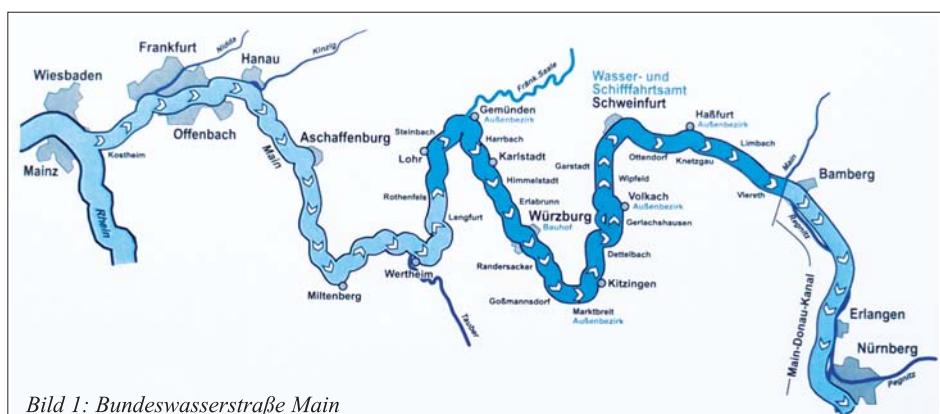 Wiesbaden
Mainz
Rhein
Kostheim
Frankfurt
Nidda
Offenbach
Hanau
Kinzig
Main
Aschaffenburg
Miltenberg
Wertheim
Tauber
Lengfurt
Rothenfels
Lohr
Steinbach
Gemünden
Außenbezirk
Fränk. Saale
Harrbach
Karlstadt
Himmelstadt
Erlabrunn
Würzburg
Bauhof
Randersacker
Goßmannsdorf
Marktbreit
Außenbezirk
Kitzingen
Dettelbach
Gerlachshausen
Volkach
Außenbezirk
Wipfeld
Garstadt
Wasser- und
Schifffahrtsamt
Schweinfurt
Ottendorf
Haßfurt
Außenbezirk
Knetzgau
Limbach
Viereth
Main
Bamberg
Regnitz
Main-Donau-Kanal
Erlangen
Nürnberg
Pegnitz
Bild 1: Bundeswasserstraße Main